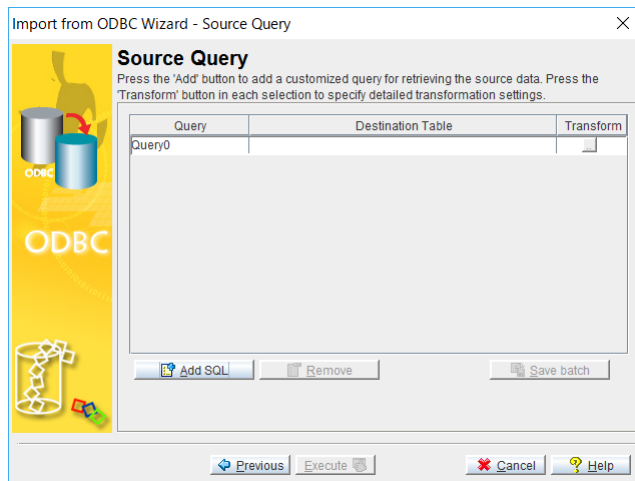 Import from ODBC Wizard - Source Query
Source Query
Press the 'Add' button to add a customized query for retrieving the source data. Press the
'Transform' button in each selection to specify detailed transformation settings.
Query Destination Table Transform
Query0 ...
ODBC
ODBC
Add SQL Remove Save batch
Previous Execute Cancel Help